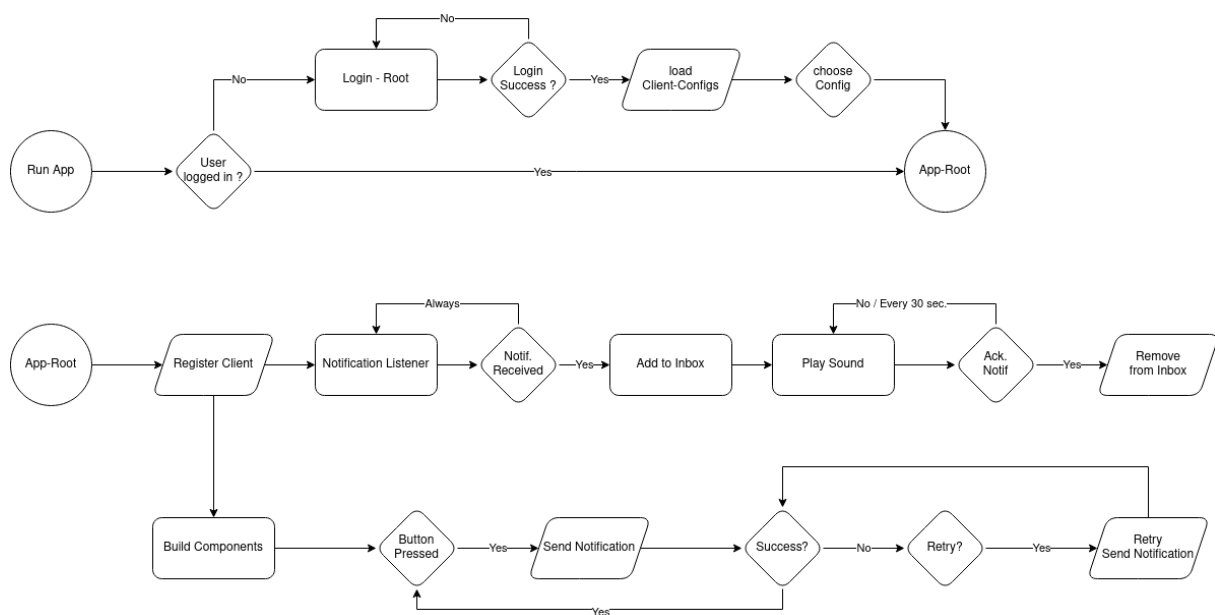 No
No
Login - Root
Login
Success ?
Yes
load
Client-Configs
choose
Config
Run App
User
logged in ?
Yes
App-Root
Always
No / Every 30 sec.
App-Root
Register Client
Notification Listener
Notif.
Received
Yes
Add to Inbox
Play Sound
Ack.
Notif
Yes
Remove
from Inbox
Build Components
Button
Pressed
Yes
Send Notification
Success?
No
Retry?
Yes
Retry
Send Notification
Yes